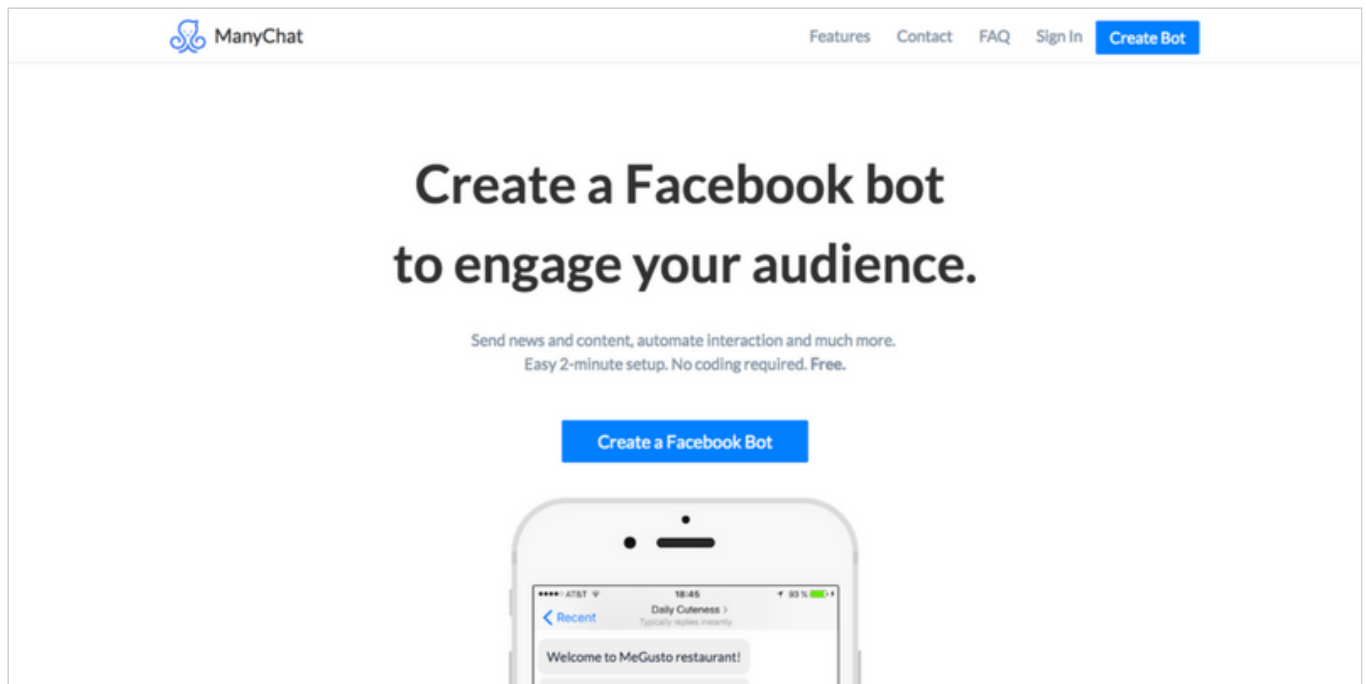 ManyChat
Features Contact FAQ Sign In Create Bot
Create a Facebook bot
to engage your audience.
Send news and content, automate interaction and much more.
Easy 2-minute setup. No coding required. Free.
Create a Facebook Bot
AT&T 18:45 93 %
Recent Daily Cuteness >
Typically replies instantly
Welcome to MeGusto restaurant!